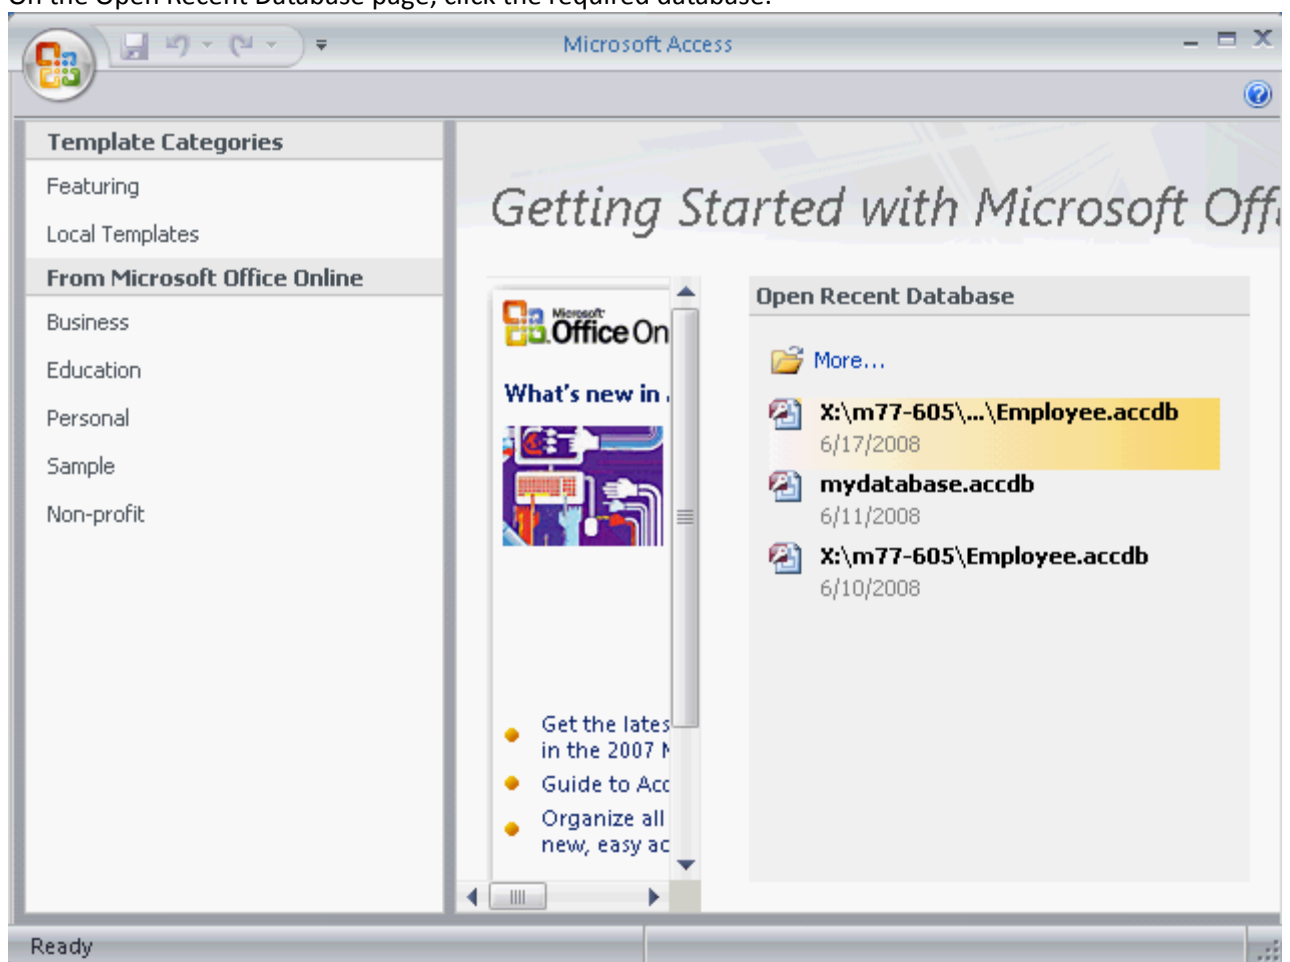 On the Open Recent Database page, click the required database.
Microsoft Access
Template Categories
Featuring
Local Templates
From Microsoft Office Online
Business
Education
Personal
Sample
Non-profit
Getting Started with Microsoft Off
Microsoft
Office On
What's new in
Get the lates
in the 2007
Guide to Acc
Organize all
new, easy ac
Open Recent Database
More...
X:\m77-605\...\Employee.accdb
6/17/2008
mydatabase.accdb
6/11/2008
X:\m77-605\Employee.accdb
6/10/2008
Ready